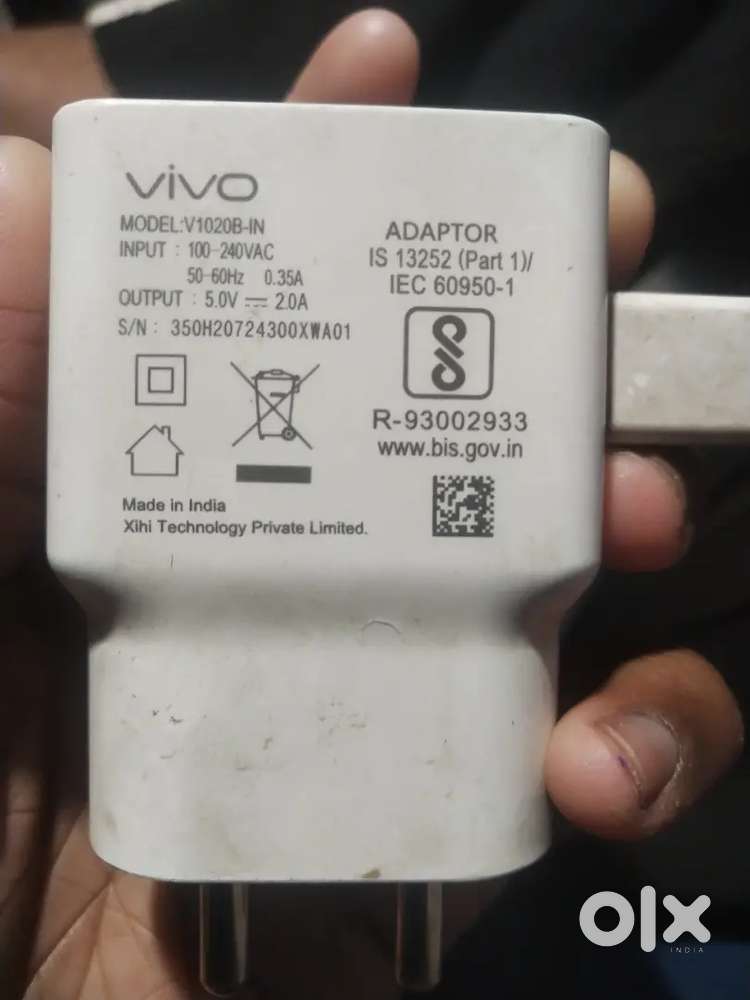 vivo
MODEL:V1020B-IN
INPUT : 100-240VAC
50-60Hz 0.35A
OUTPUT : 5.0V ⎓ 2.0A
S/N : 350H20724300XWA01
ADAPTOR
IS 13252 (Part 1)/
IEC 60950-1
R-93002933
www.bis.gov.in
Made in India
Xihi Technology Private Limited.
olx
INDIA